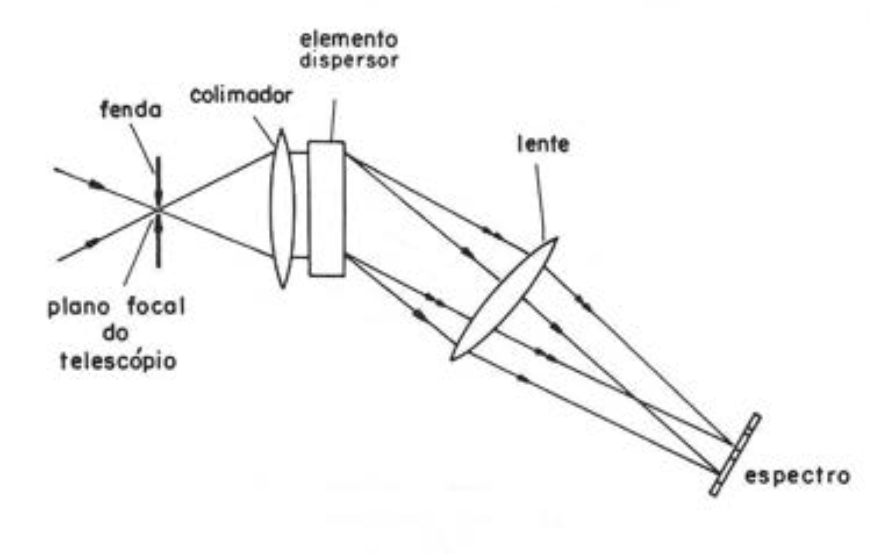 elemento
dispersor
colimador
fenda
lente
plano focal
do
telescópio
espectro